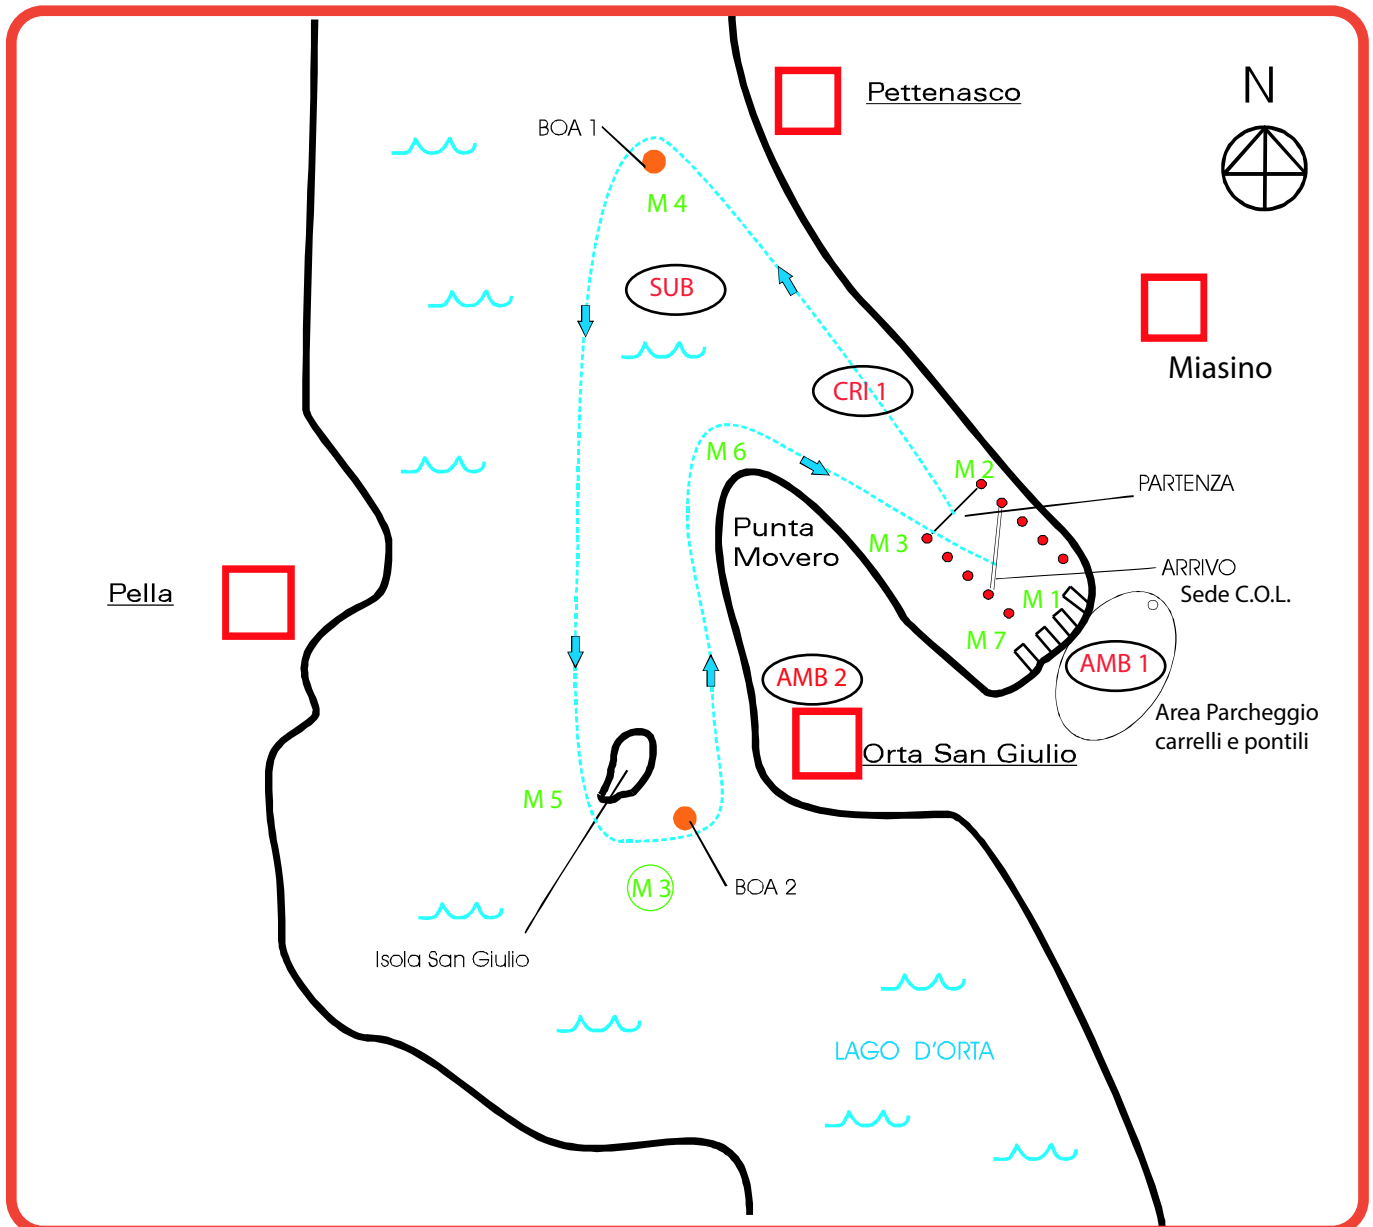 Pettenasco
N
BOA 1
M 4
SUB
Miasino
CRI 1
M 6
M 2
PARTENZA
Punta
Movero
M 3
ARRIVO
Sede C.O.L.
Pella
M 1
M 7
AMB 1
AMB 2
Area Parcheggio
carrelli e pontili
Orta San Giulio
M 5
M 3
BOA 2
Isola San Giulio
LAGO D'ORTA